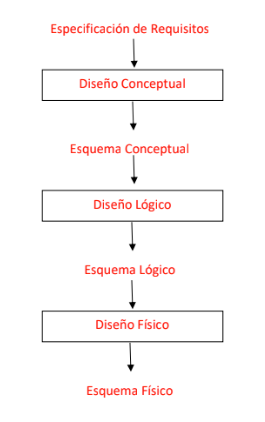 Especificación de Requisitos
Diseño Conceptual
Esquema Conceptual
Diseño Lógico
Esquema Lógico
Diseño Físico
Esquema Físico